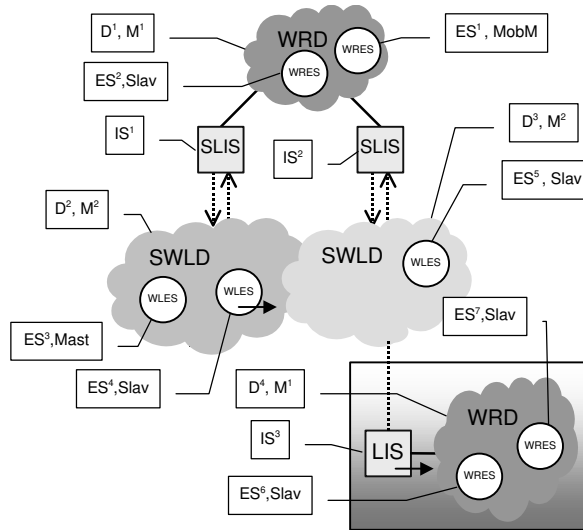 D¹, M¹
WRD
WRES
ES¹ , MobM
ES²,Slav
WRES
IS¹
SLIS
IS²
SLIS
D³, M²
ES⁵ , Slav
D², M²
SWLD
SWLD
WLES
WLES
WLES
ES³,Mast
ES⁷,Slav
ES⁴,Slav
D⁴, M¹
WRD
IS³
LIS
WRES
ES⁶,Slav
WRES